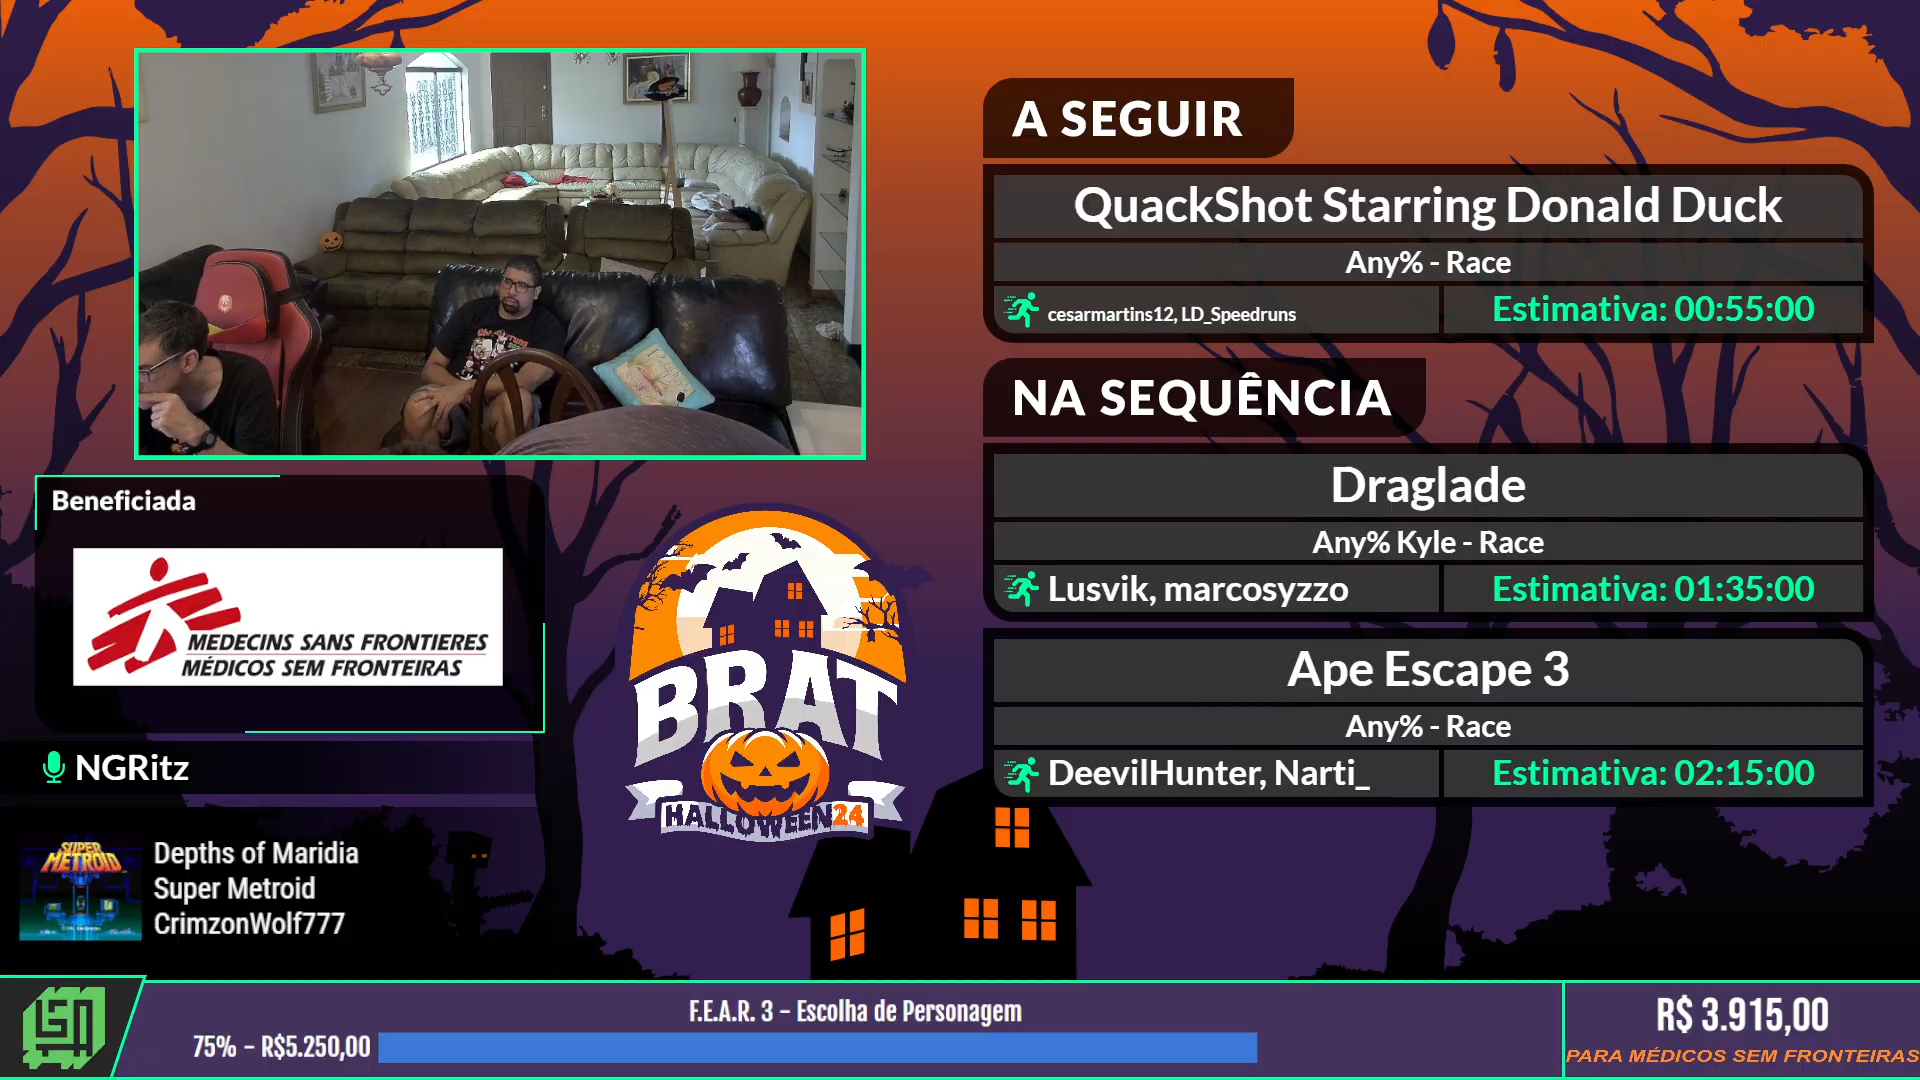 A SEGUIR
QuackShot Starring Donald Duck
Any% - Race
cesarmartins12, LD_Speedruns
Estimativa: 00:55:00
NA SEQUÊNCIA
Draglade
Any% Kyle - Race
Lusvik, marcosyzzo
Estimativa: 01:35:00
Ape Escape 3
Any% - Race
DeevilHunter, Narti_
Estimativa: 02:15:00
Beneficiada
MEDECINS SANS FRONTIERES
MÉDICOS SEM FRONTEIRAS
NGRitz
SUPER
METROID
Depths of Maridia
Super Metroid
CrimzonWolf777
BRAT
HALLOWEEN24
F.E.A.R. 3 - Escolha de Personagem
75% - R$5.250,00
R$ 3.915,00
PARA MÉDICOS SEM FRONTEIRAS